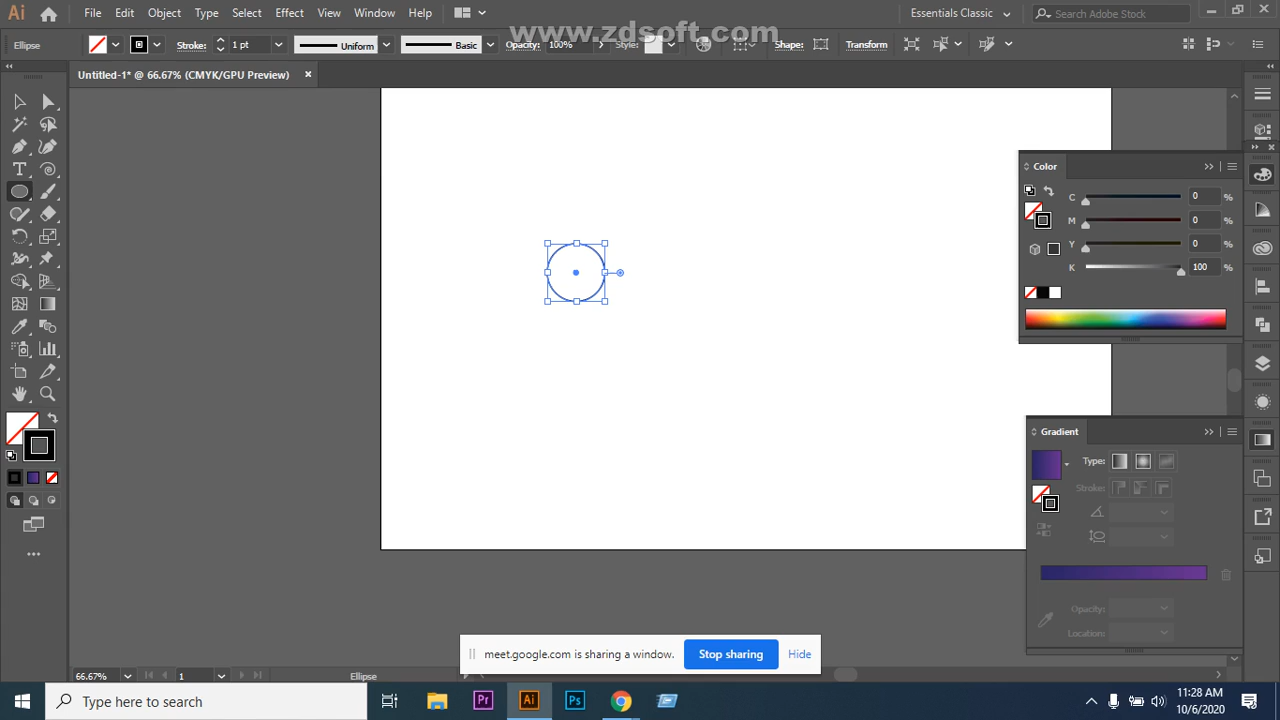 Ai File Edit Object Type Select Effect View Window Help Essentials Classic Search Adobe Stock
www.zdsoft.com
Ellipse Stroke: 1 pt Uniform Basic Opacity: 100% Style: Shape: Transform
Untitled-1* @ 66.67% (CMYK/GPU Preview)
Color
C 0 %
M 0 %
Y 0 %
K 100 %
Gradient
Type:
Stroke:
Opacity:
Location:
meet.google.com is sharing a window. Stop sharing Hide
66.67% 1 Ellipse
Type here to search Pr Ai Ps 11:28 AM
10/6/2020